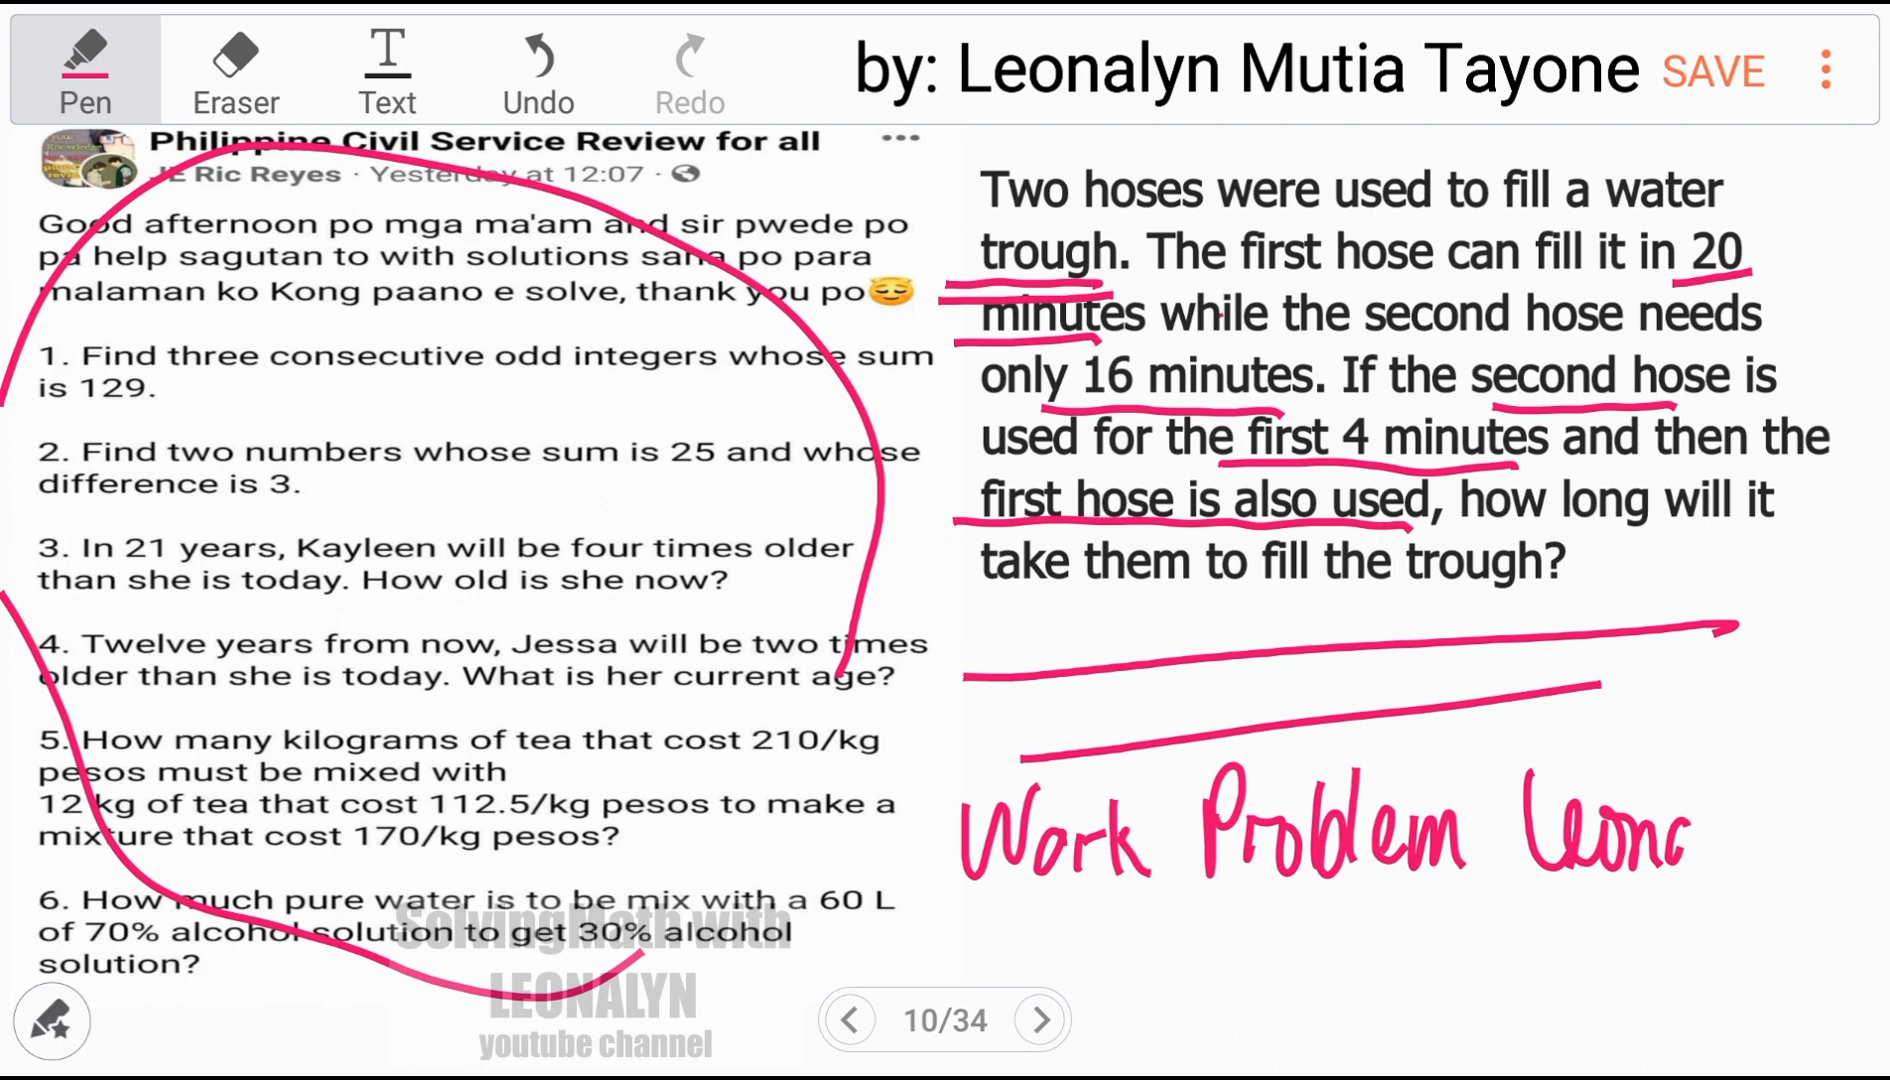 Pen
Eraser
Text
Undo
Redo
by: Leonalyn Mutia Tayone
SAVE
Philippine Civil Service Review for all
Ric Reyes · Yesterday at 12:07 ·
Good afternoon po mga ma'am and sir pwede po
pa help sagutan to with solutions sana po para
malaman ko Kong paano e solve, thank you po😇
1. Find three consecutive odd integers whose sum
is 129.
2. Find two numbers whose sum is 25 and whose
difference is 3.
3. In 21 years, Kayleen will be four times older
than she is today. How old is she now?
4. Twelve years from now, Jessa will be two times
older than she is today. What is her current age?
5. How many kilograms of tea that cost 210/kg
pesos must be mixed with
12 kg of tea that cost 112.5/kg pesos to make a
mixture that cost 170/kg pesos?
6. How much pure water is to be mix with a 60 L
of 70% alcohol solution to get 30% alcohol
solution?
SolvingMath with
LEONALYN
youtube channel
Two hoses were used to fill a water
trough. The first hose can fill it in 20
minutes while the second hose needs
only 16 minutes. If the second hose is
used for the first 4 minutes and then the
first hose is also used, how long will it
take them to fill the trough?
Work Problem Leona
10/34